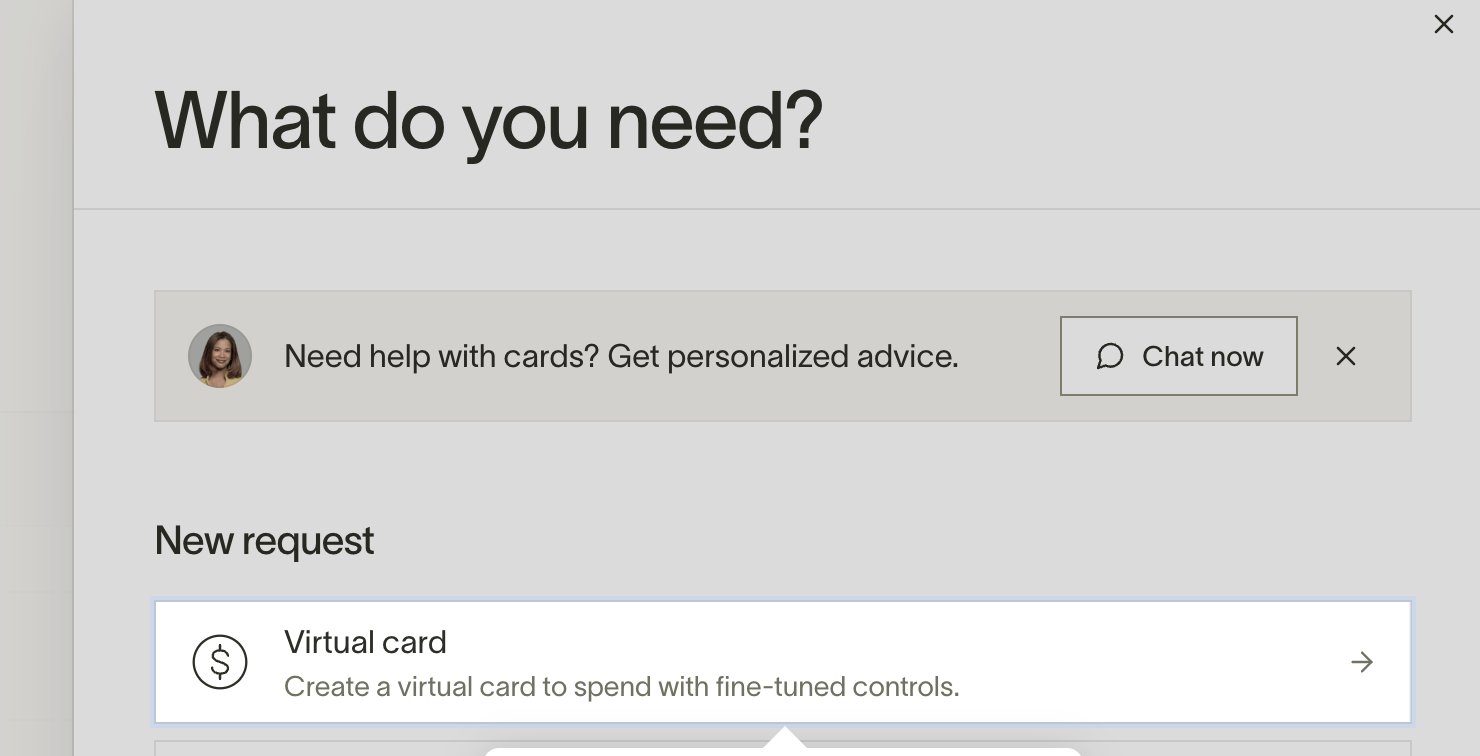 What do you need?
Need help with cards? Get personalized advice.
Chat now
New request
Virtual card
Create a virtual card to spend with fine-tuned controls.